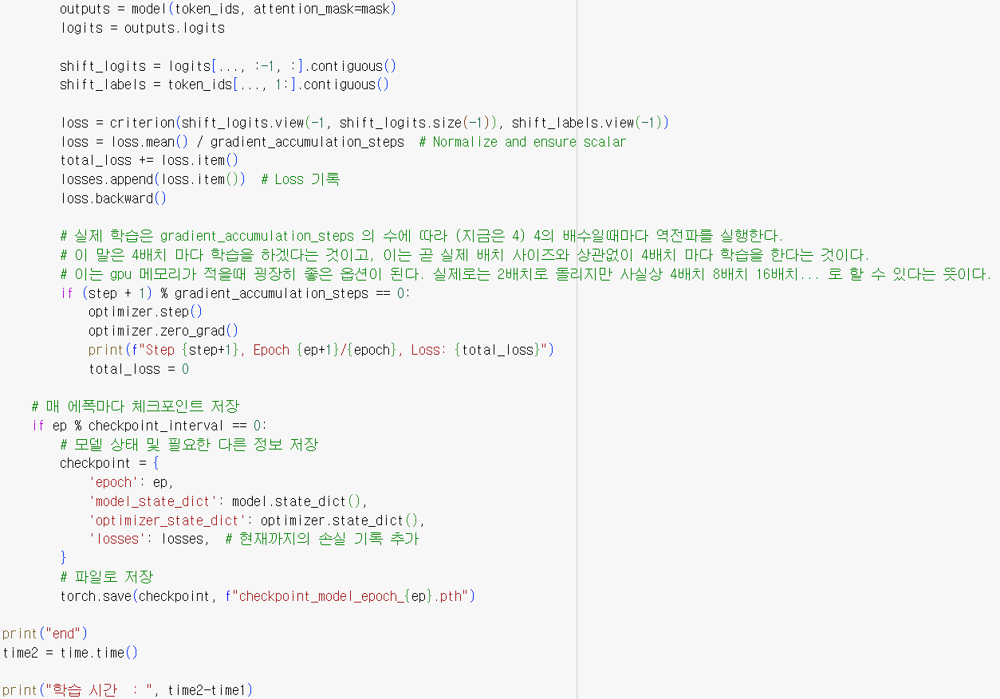 outputs = model(token_ids, attention_mask=mask)
logits = outputs.logits
shift_logits = logits[..., :-1, :].contiguous()
shift_labels = token_ids[..., 1:].contiguous()
loss = criterion(shift_logits.view(-1, shift_logits.size(-1)), shift_labels.view(-1))
loss = loss.mean() / gradient_accumulation_steps  # Normalize and ensure scalar
total_loss += loss.item()
losses.append(loss.item())  # Loss 기록
loss.backward()
# 실제 학습은 gradient_accumulation_steps 의 수에 따라 (지금은 4) 4의 배수일때마다 역전파를 실행한다.
# 이 말은 4배치 마다 학습을 하겠다는 것이고, 이는 곧 실제 배치 사이즈와 상관없이 4배치 마다 학습을 한다는 것이다.
# 이는 gpu 메모리가 적을때 굉장히 좋은 옵션이 된다. 실제로는 2배치로 돌리지만 사실상 4배치 8배치 16배치... 로 할 수 있다는 뜻이다.
if (step + 1) % gradient_accumulation_steps == 0:
optimizer.step()
optimizer.zero_grad()
print(f"Step {step+1}, Epoch {ep+1}/{epoch}, Loss: {total_loss}")
total_loss = 0
# 매 에폭마다 체크포인트 저장
if ep % checkpoint_interval == 0:
# 모델 상태 및 필요한 다른 정보 저장
checkpoint = {
'epoch': ep,
'model_state_dict': model.state_dict(),
'optimizer_state_dict': optimizer.state_dict(),
'losses': losses,  # 현재까지의 손실 기록 추가
}
# 파일로 저장
torch.save(checkpoint, f"checkpoint_model_epoch_{ep}.pth")
print("end")
time2 = time.time()
print("학습 시간  : ", time2-time1)